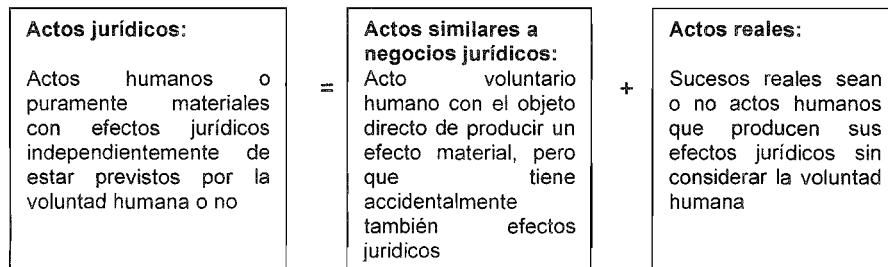 Actos jurídicos:
Actos humanos o
puramente materiales
con efectos jurídicos
independientemente de
estar previstos por la
voluntad humana o no
=
Actos similares a
negocios jurídicos:
Acto voluntario
humano con el objeto
directo de producir un
efecto material, pero
que tiene
accidentalmente
también efectos
juridicos
+
Actos reales:
Sucesos reales sean
o no actos humanos
que producen sus
efectos jurídicos sin
considerar la voluntad
humana